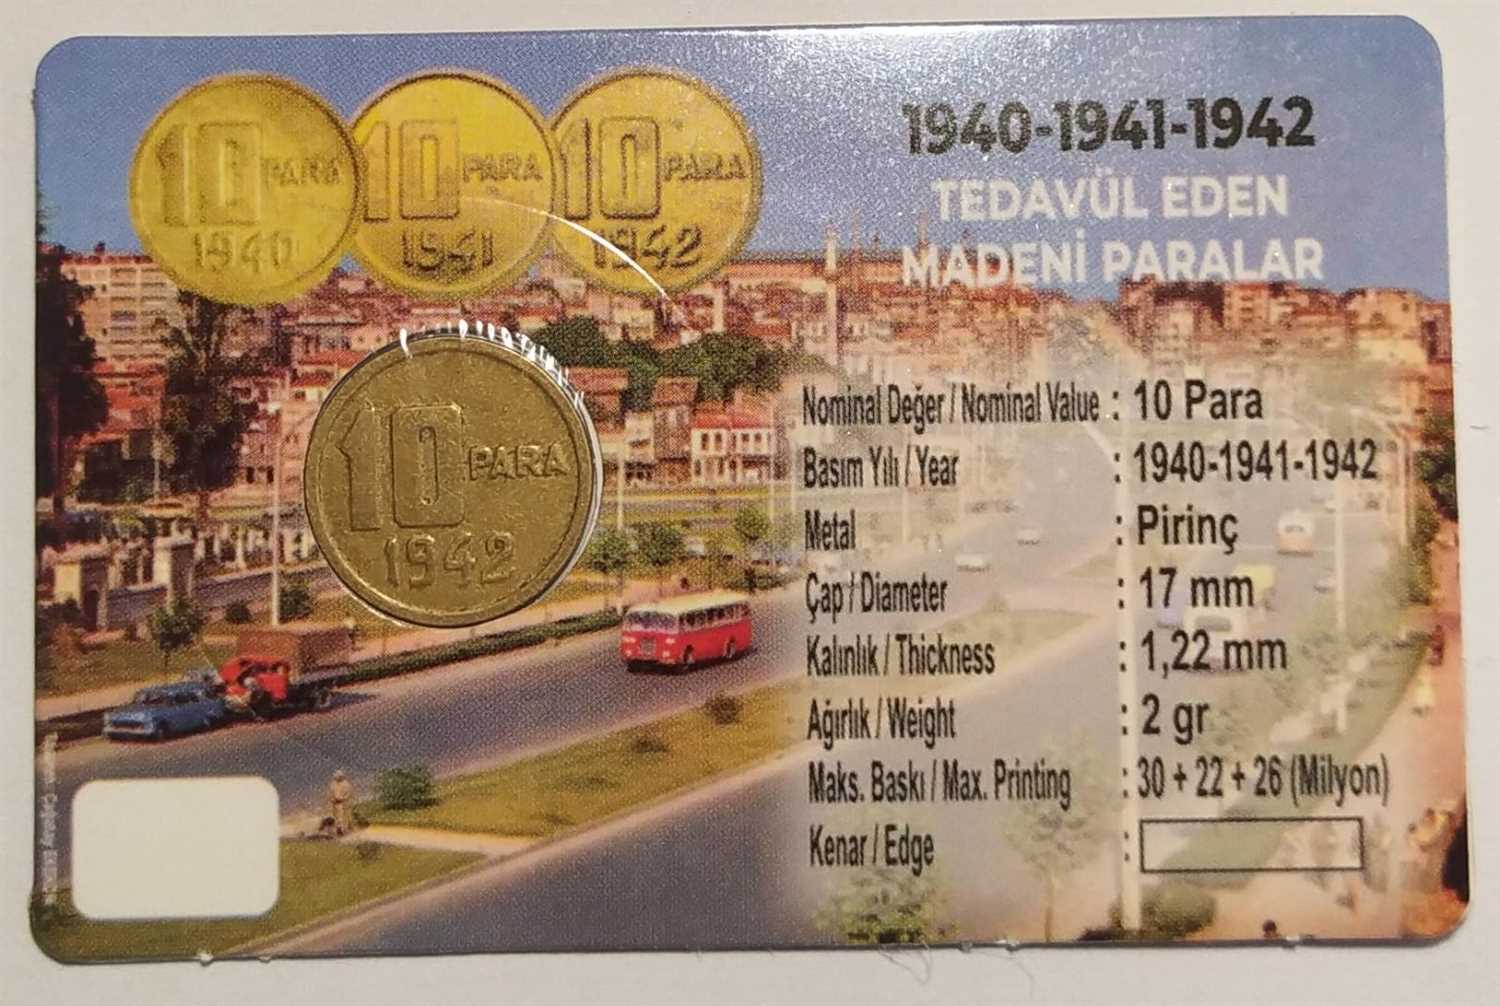 10 PARA
1940
10 PARA
1941
10 PARA
1942
1940-1941-1942
TEDAVÜL EDEN
MADENİ PARALAR
10 PARA
1942
Nominal Değer / Nominal Value : 10 Para
Basım Yılı / Year : 1940-1941-1942
Metal : Pirinç
Çap / Diameter : 17 mm
Kalınlık / Thickness : 1,22 mm
Ağırlık / Weight : 2 gr
Maks. Baskı / Max. Printing : 30 + 22 + 26 (Milyon)
Kenar / Edge :